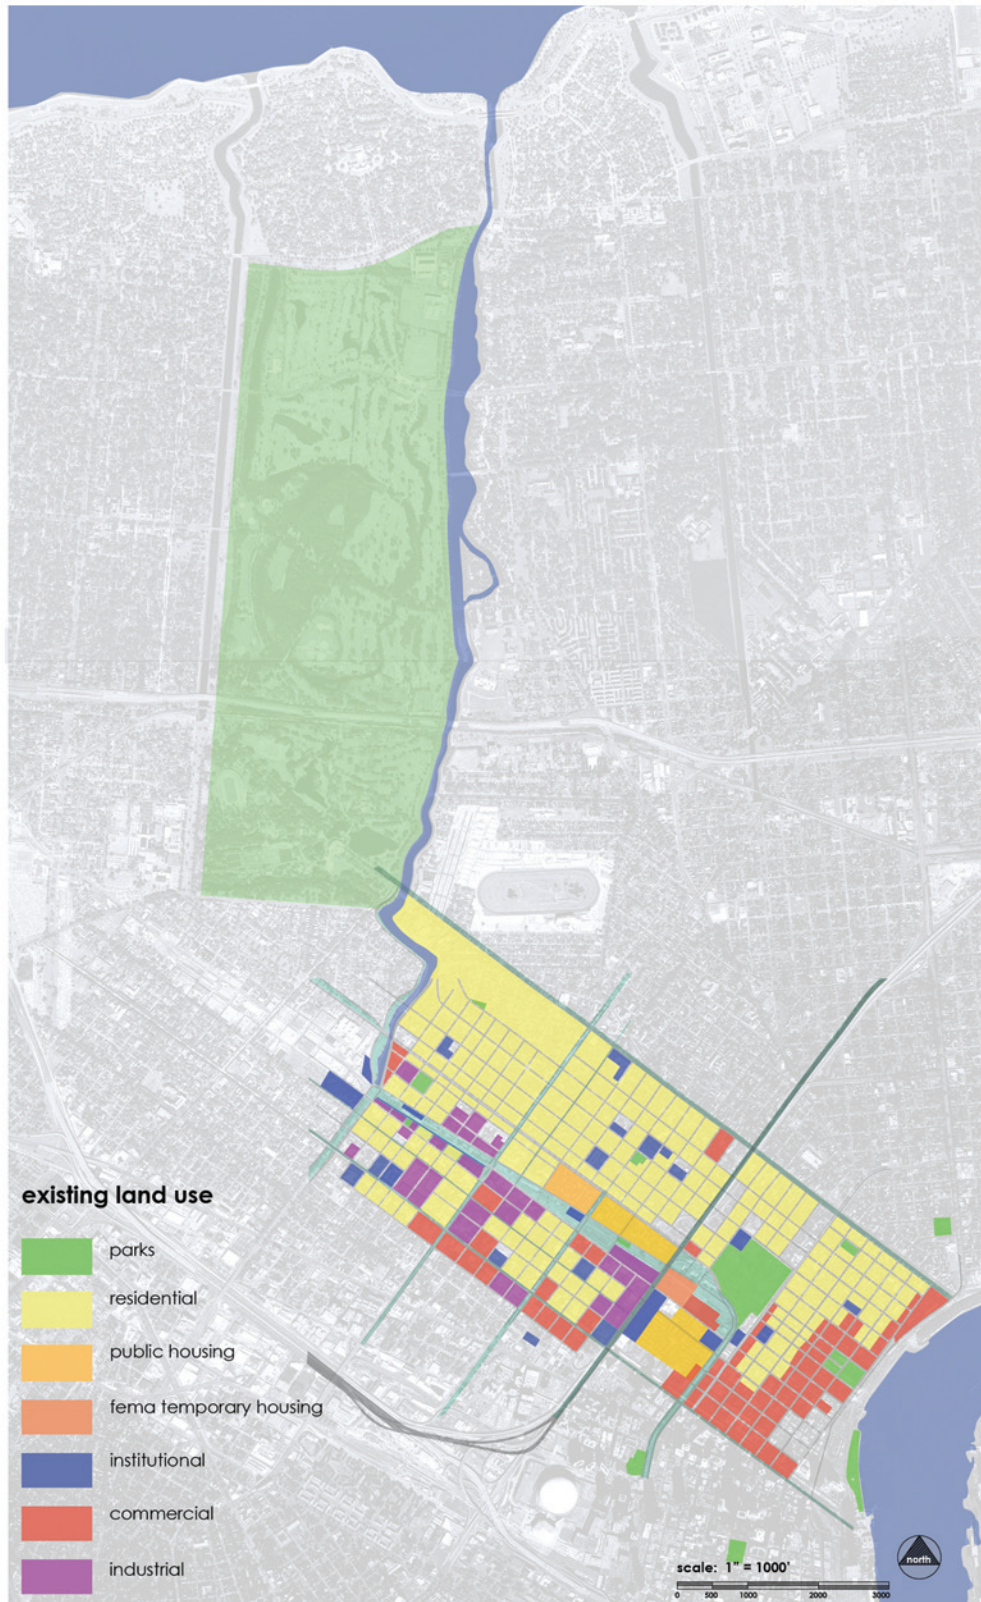 existing land use
parks
residential
public housing
fema temporary housing
institutional
commercial
industrial
north
scale: 1" = 1000'
0 500 1000 2000 3000